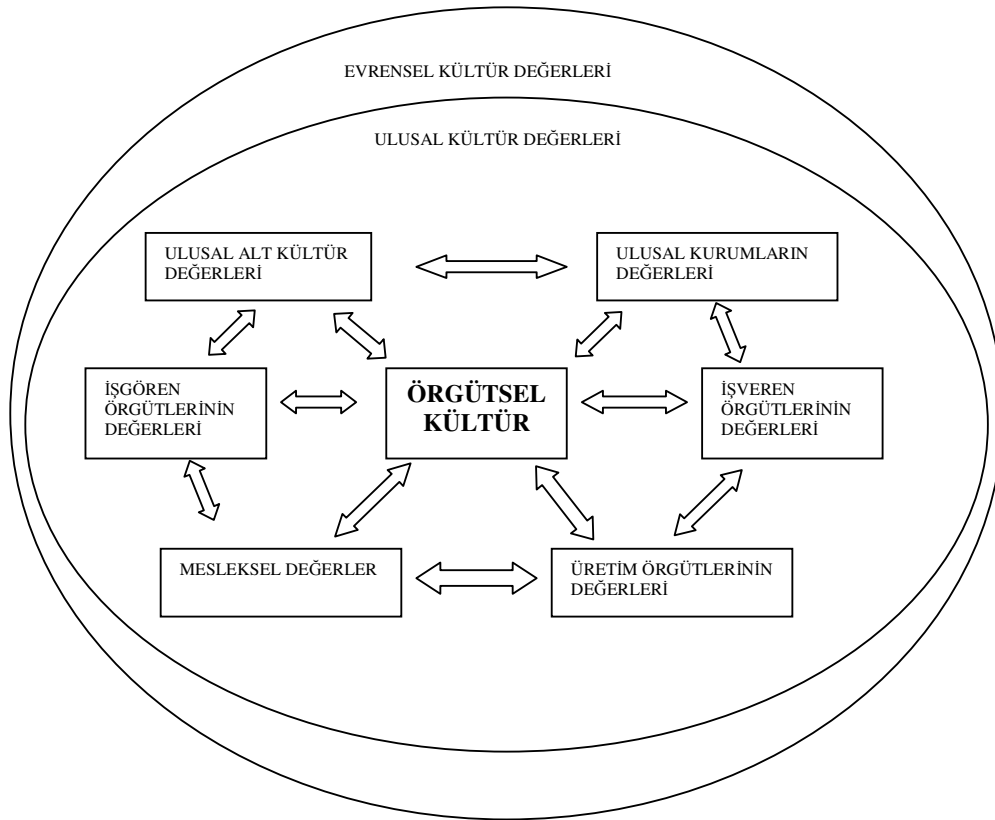 EVRENSEL KÜLTÜR DEĞERLERİ
ULUSAL KÜLTÜR DEĞERLERİ
ULUSAL ALT KÜLTÜR
DEĞERLERİ
ULUSAL KURUMLARIN
DEĞERLERİ
İŞGÖREN
ÖRGÜTLERİNİN
DEĞERLERİ
ÖRGÜTSEL
KÜLTÜR
İŞVEREN
ÖRGÜTLERİNİN
DEĞERLERİ
MESLEKSEL DEĞERLER
ÜRETİM ÖRGÜTLERİNİN
DEĞERLERİ